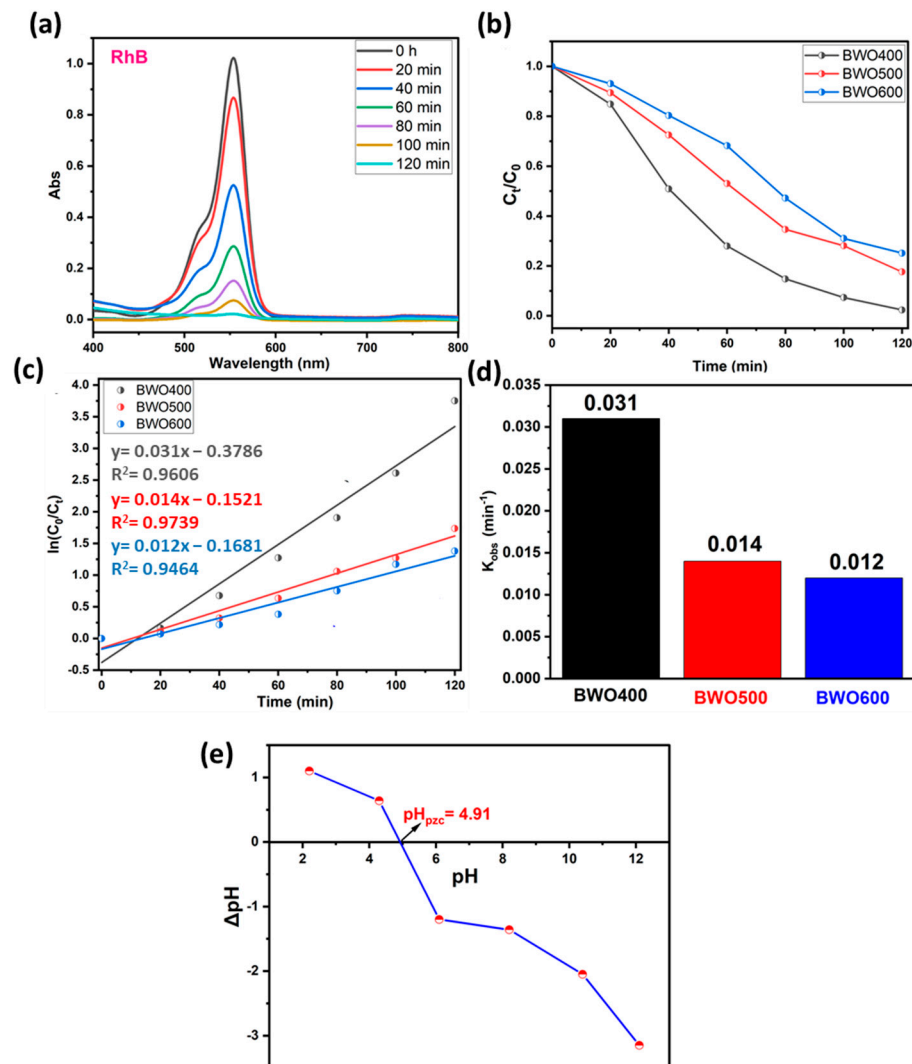 (a)
RhB
0 h
20 min
40 min
60 min
80 min
100 min
120 min
1.0
0.8
0.6
0.4
0.2
0.0
Abs
400
500
600
700
800
Wavelength (nm)
(b)
BWO400
BWO500
BWO600
1.0
0.8
0.6
0.4
0.2
0.0
Ct/C0
0 20 40 60 80 100 120
Time (min)
(c)
BWO400
BWO500
BWO600
y= 0.031x – 0.3786
R²= 0.9606
y= 0.014x – 0.1521
R²= 0.9739
y= 0.012x – 0.1681
R²= 0.9464
4.0
3.5
3.0
2.5
2.0
1.5
1.0
0.5
0.0
-0.5
ln(C0/Ct)
0 20 40 60 80 100 120
Time (min)
(d)
0.035
0.030
0.025
0.020
0.015
0.010
0.005
0.000
Kobs (min-1)
0.031
0.014
0.012
BWO400
BWO500
BWO600
(e)
1
0
-1
-2
-3
ΔpH
pHpzc= 4.91
2 4 6 8 10 12
pH